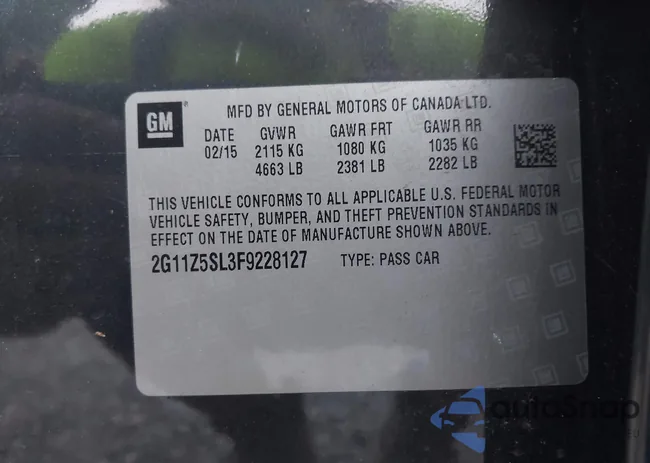 GM
MFD BY GENERAL MOTORS OF CANADA LTD.
DATE GVWR GAWR FRT GAWR RR
02/15 2115 KG 1080 KG 1035 KG
4663 LB 2381 LB 2282 LB
THIS VEHICLE CONFORMS TO ALL APPLICABLE U.S. FEDERAL MOTOR
VEHICLE SAFETY, BUMPER, AND THEFT PREVENTION STANDARDS IN
EFFECT ON THE DATE OF MANUFACTURE SHOWN ABOVE.
2G11Z5SL3F9228127 TYPE: PASS CAR
autoSnap